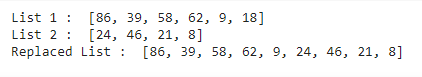 List 1 :  [86, 39, 58, 62, 9, 18]
List 2 :  [24, 46, 21, 8]
Replaced List :  [86, 39, 58, 62, 9, 24, 46, 21, 8]